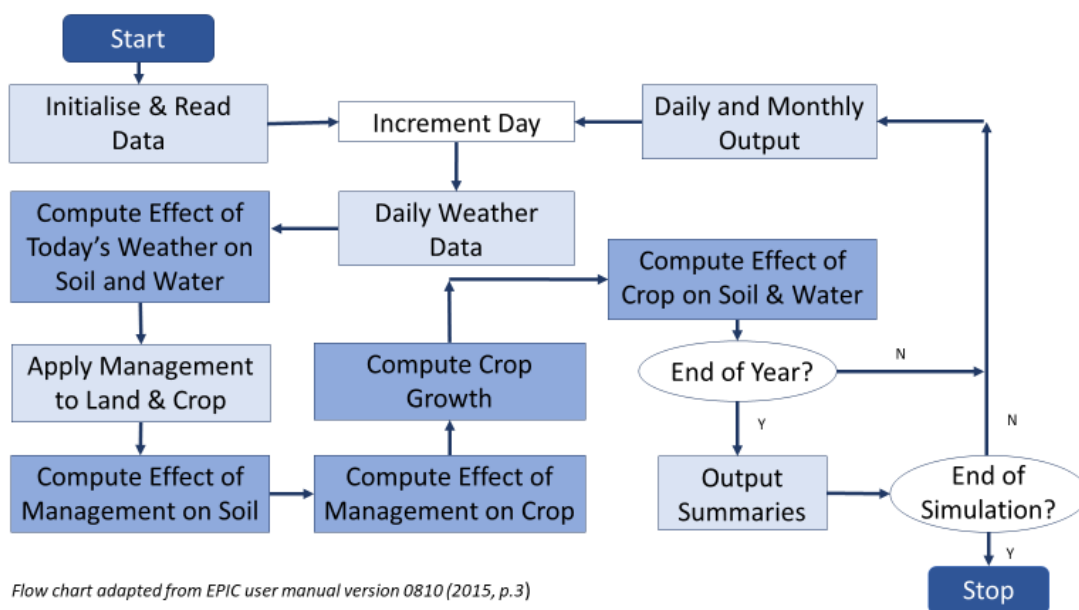 Start
Initialise & Read
Data
Increment Day
Daily and Monthly
Output
Daily Weather
Data
Compute Effect of
Today's Weather on
Soil and Water
Apply Management
to Land & Crop
Compute Effect of
Management on Soil
Compute Effect of
Management on Crop
Compute Crop
Growth
Compute Effect of
Crop on Soil & Water
End of Year?
N
Y
Output
Summaries
End of
Simulation?
N
Y
Stop
Flow chart adapted from EPIC user manual version 0810 (2015, p.3)